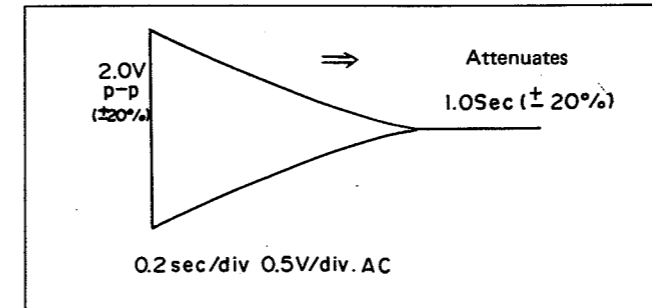 2.0V
p-p
(±20%)
⇒ Attenuates
1.0Sec (± 20%)
0.2 sec/div 0.5V/div. AC